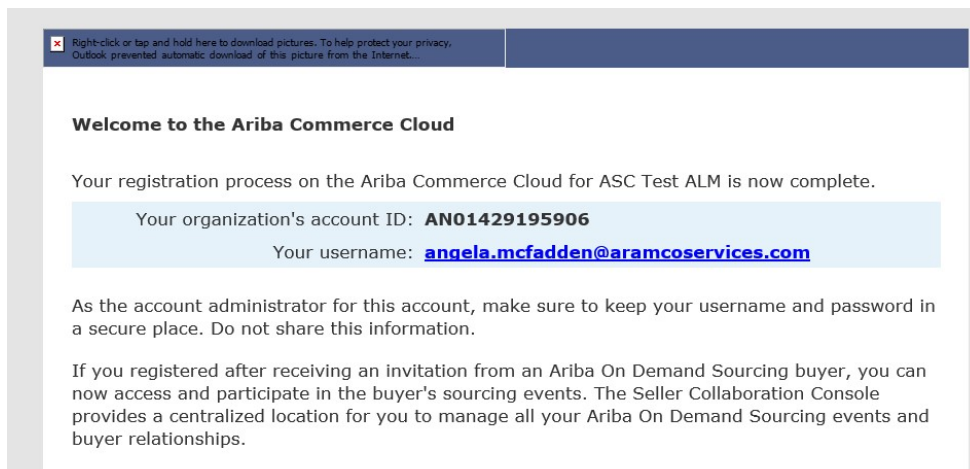 Right-click or tap and hold here to download pictures. To help protect your privacy,
Outlook prevented automatic download of this picture from the Internet...
Welcome to the Ariba Commerce Cloud
Your registration process on the Ariba Commerce Cloud for ASC Test ALM is now complete.
Your organization's account ID: AN01429195906
Your username: angela.mcfadden@aramcoservices.com
As the account administrator for this account, make sure to keep your username and password in
a secure place. Do not share this information.
If you registered after receiving an invitation from an Ariba On Demand Sourcing buyer, you can
now access and participate in the buyer's sourcing events. The Seller Collaboration Console
provides a centralized location for you to manage all your Ariba On Demand Sourcing events and
buyer relationships.